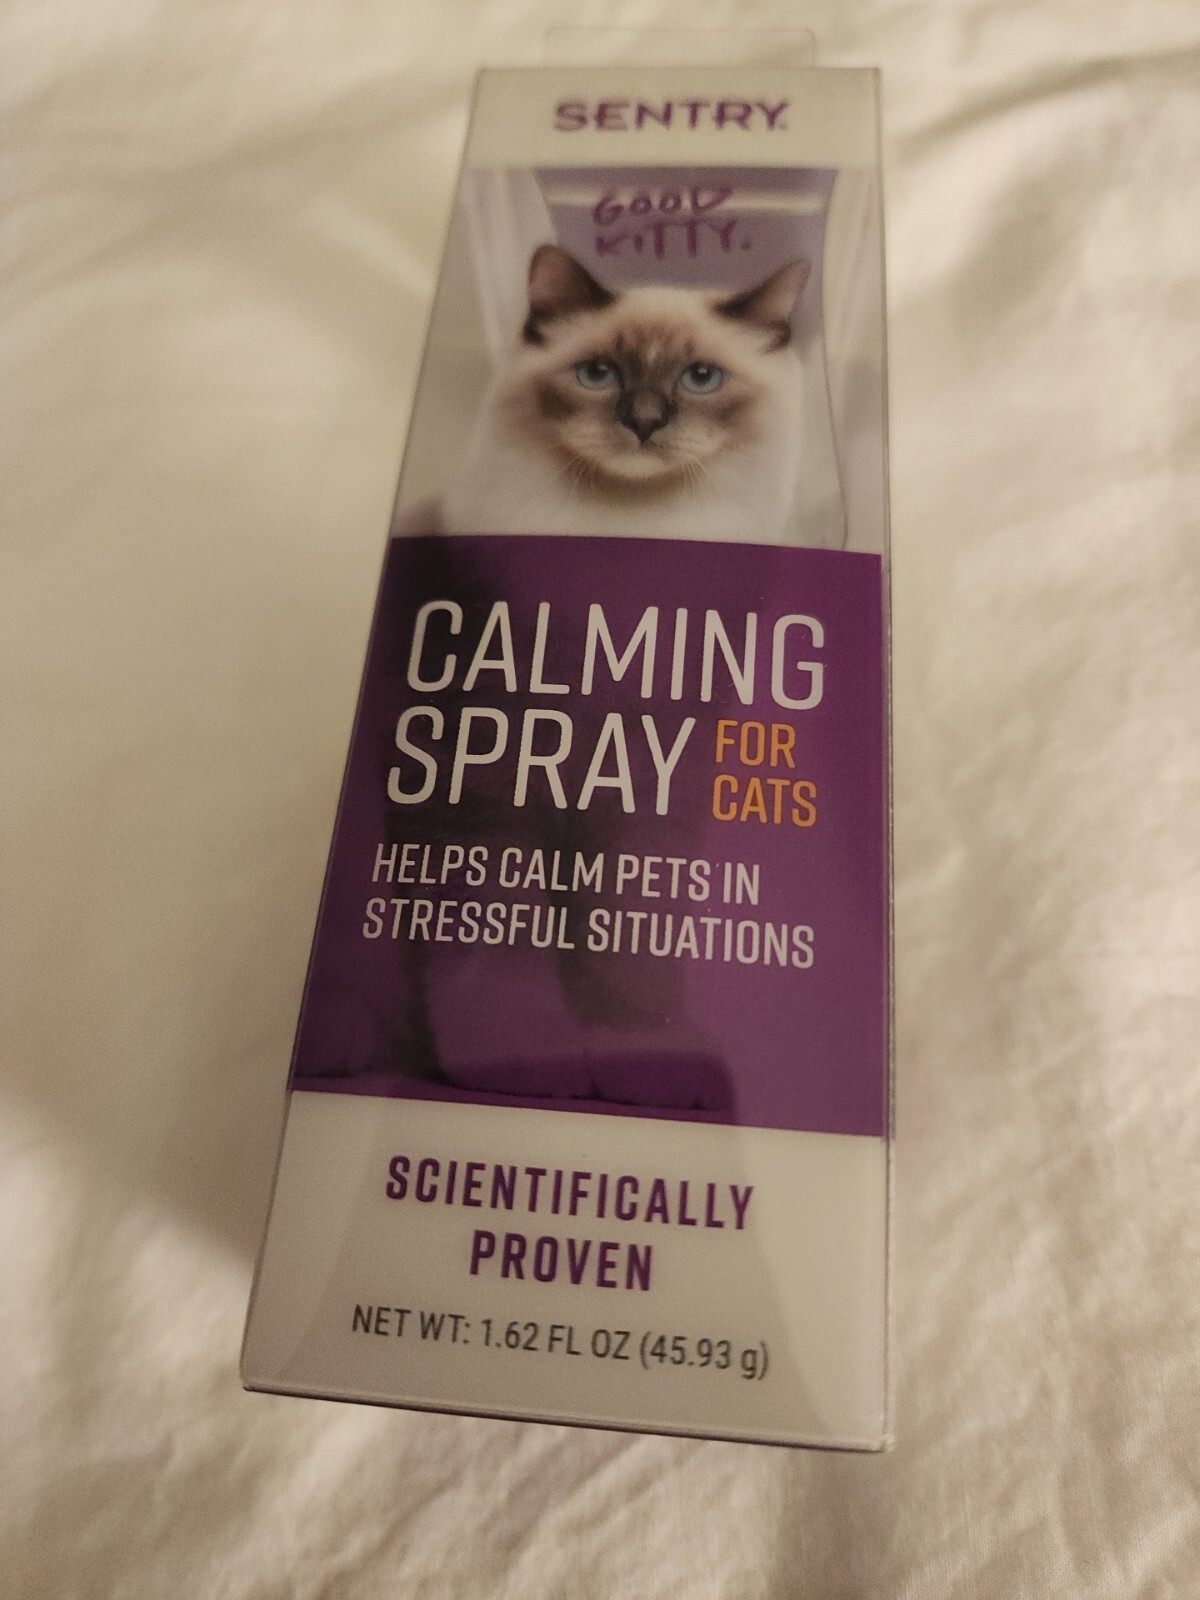 SENTRY.
GOOD
KITTY.
CALMING
SPRAY FOR
CATS
HELPS CALM PETS IN
STRESSFUL SITUATIONS
SCIENTIFICALLY
PROVEN
NET WT: 1.62 FL OZ (45.93 g)